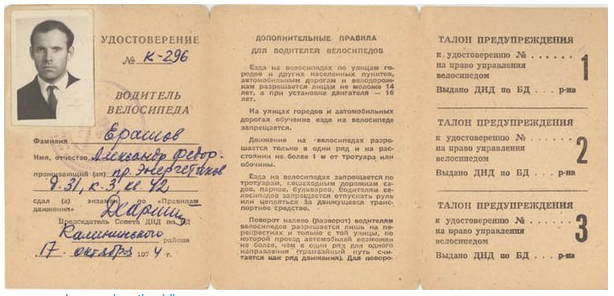 УДОСТОВЕРЕНИЕ
№ К-296
ВОДИТЕЛЬ
ВЕЛОСИПЕДА
Фамилия Ерашов
Имя, отчество Александр Федор.
проживающий (ая) пр. Энергетиков
д. 31, к. 3, кв. 42
сдал (а) экзамен «Правилам
движения»
Председатель Совета ДНД по БД
Калининского района
17 октября 1974 г.
ДОПОЛНИТЕЛЬНЫЕ ПРАВИЛА
ДЛЯ ВОДИТЕЛЕЙ ВЕЛОСИПЕДОВ
Езда на велосипедах по улицам го-
родов и других населенных пунктов,
автомобильным дорогам и велодорож-
кам разрешается лицам не моложе 14
лет, а при установке двигателя — 16
лет.
На улицах городов и автомобильных
дорогах обучение езде на велосипеде
запрещается.
Движение на велосипедах разре-
шается только в один ряд и на рас-
стоянии не более 1 м от тротуара или
обочины.
Езда на велосипедах запрещается по
тротуарам, пешеходным дорожкам са-
дов, парков, бульваров. Водителям ве-
лосипедов запрещается отпускать руль
или цепляться за движущееся транс-
портное средство.
Поворот налево (разворот) водителям
велосипедов разрешается лишь на пе-
рекрестках и только с той улицы, по
которой проезд автомобилей возможен
не более, чем в один ряд для одного
направления (трамвайный путь счи-
тается как ряд движения). Для поворо-
ТАЛОН ПРЕДУПРЕЖДЕНИЯ
к удостоверению № . . . . . .
на право управления
велосипедом
Выдано ДНД по БД . . . р-на
1
ТАЛОН ПРЕДУПРЕЖДЕНИЯ
к удостоверению № . . . . . .
на право управления
велосипедом
Выдано ДНД по БД . . . р-на
2
ТАЛОН ПРЕДУПРЕЖДЕНИЯ
к удостоверению № . . . . . .
на право управления
велосипедом
Выдано ДНД по БД . . . р-на
3